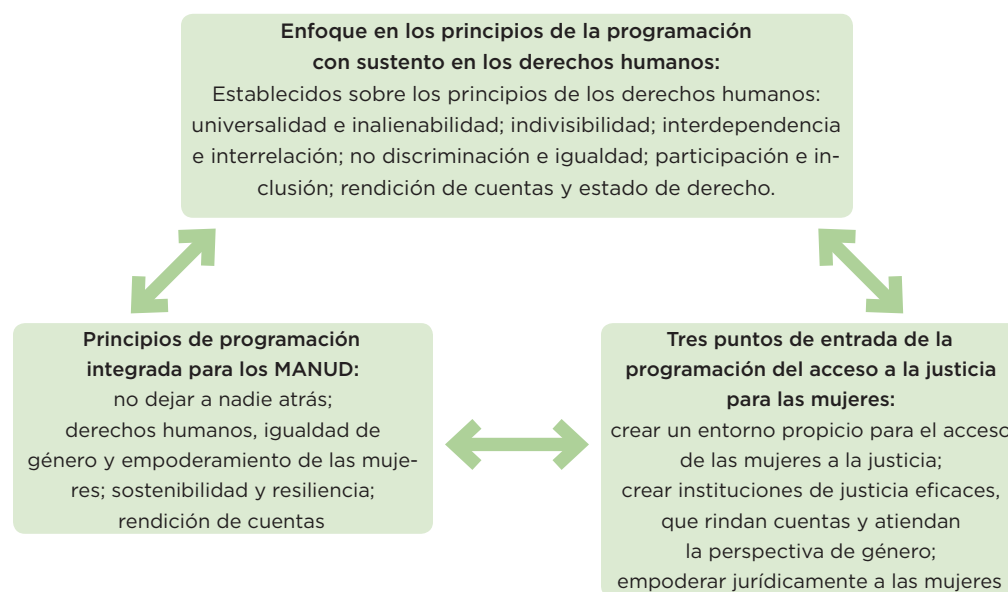 Enfoque en los principios de la programación
con sustento en los derechos humanos:
Establecidos sobre los principios de los derechos humanos:
universalidad e inalienabilidad; indivisibilidad; interdependencia
e interrelación; no discriminación e igualdad; participación e in-
clusión; rendición de cuentas y estado de derecho.
Principios de programación
integrada para los MANUD:
no dejar a nadie atrás;
derechos humanos, igualdad de
género y empoderamiento de las muje-
res; sostenibilidad y resiliencia;
rendición de cuentas
Tres puntos de entrada de la
programación del acceso a la justicia
para las mujeres:
crear un entorno propicio para el acceso
de las mujeres a la justicia;
crear instituciones de justicia eficaces,
que rindan cuentas y atiendan
la perspectiva de género;
empoderar jurídicamente a las mujeres